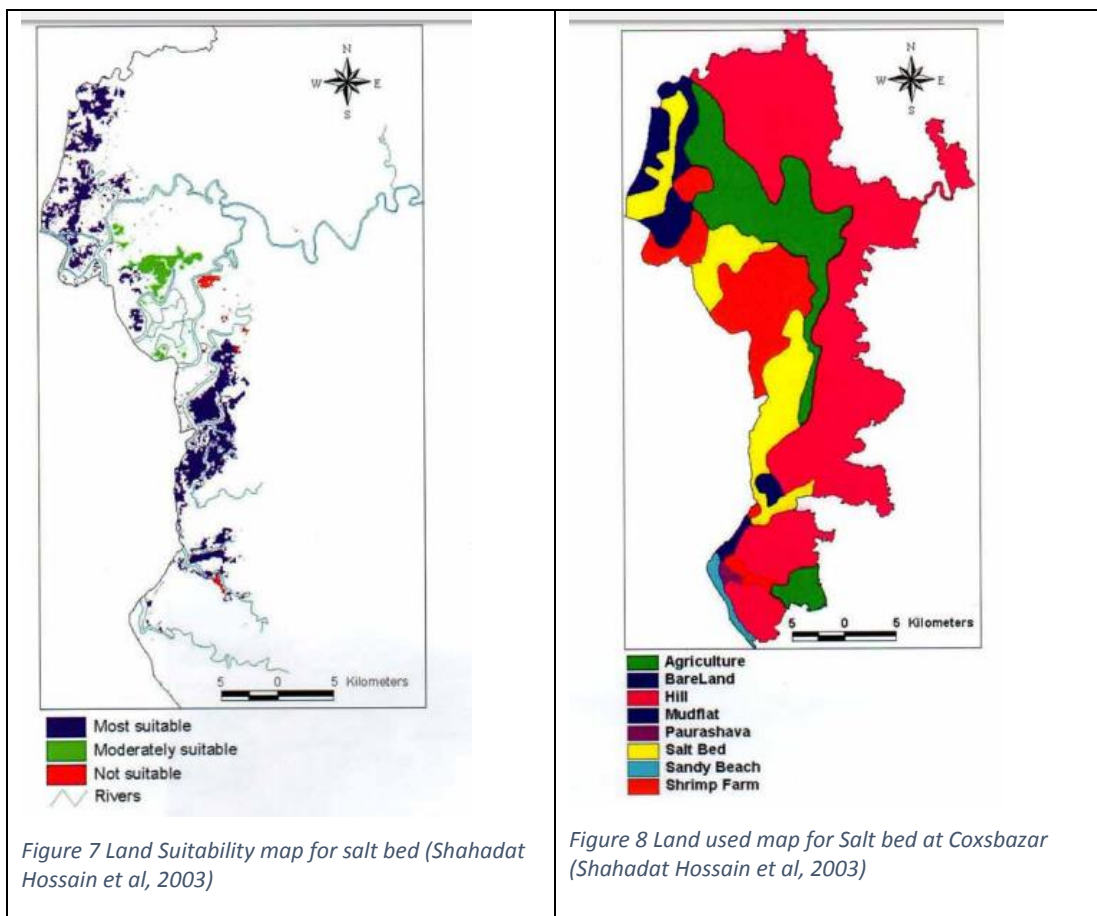 N
W E
S
5 0 5 Kilometers
Most suitable
Moderately suitable
Not suitable
Rivers
Figure 7 Land Suitability map for salt bed (Shahadat
Hossain et al, 2003)
N
W E
S
5 0 5 Kilometers
Agriculture
BareLand
Hill
Mudflat
Paurashava
Salt Bed
Sandy Beach
Shrimp Farm
Figure 8 Land used map for Salt bed at Coxsbazar
(Shahadat Hossain et al, 2003)